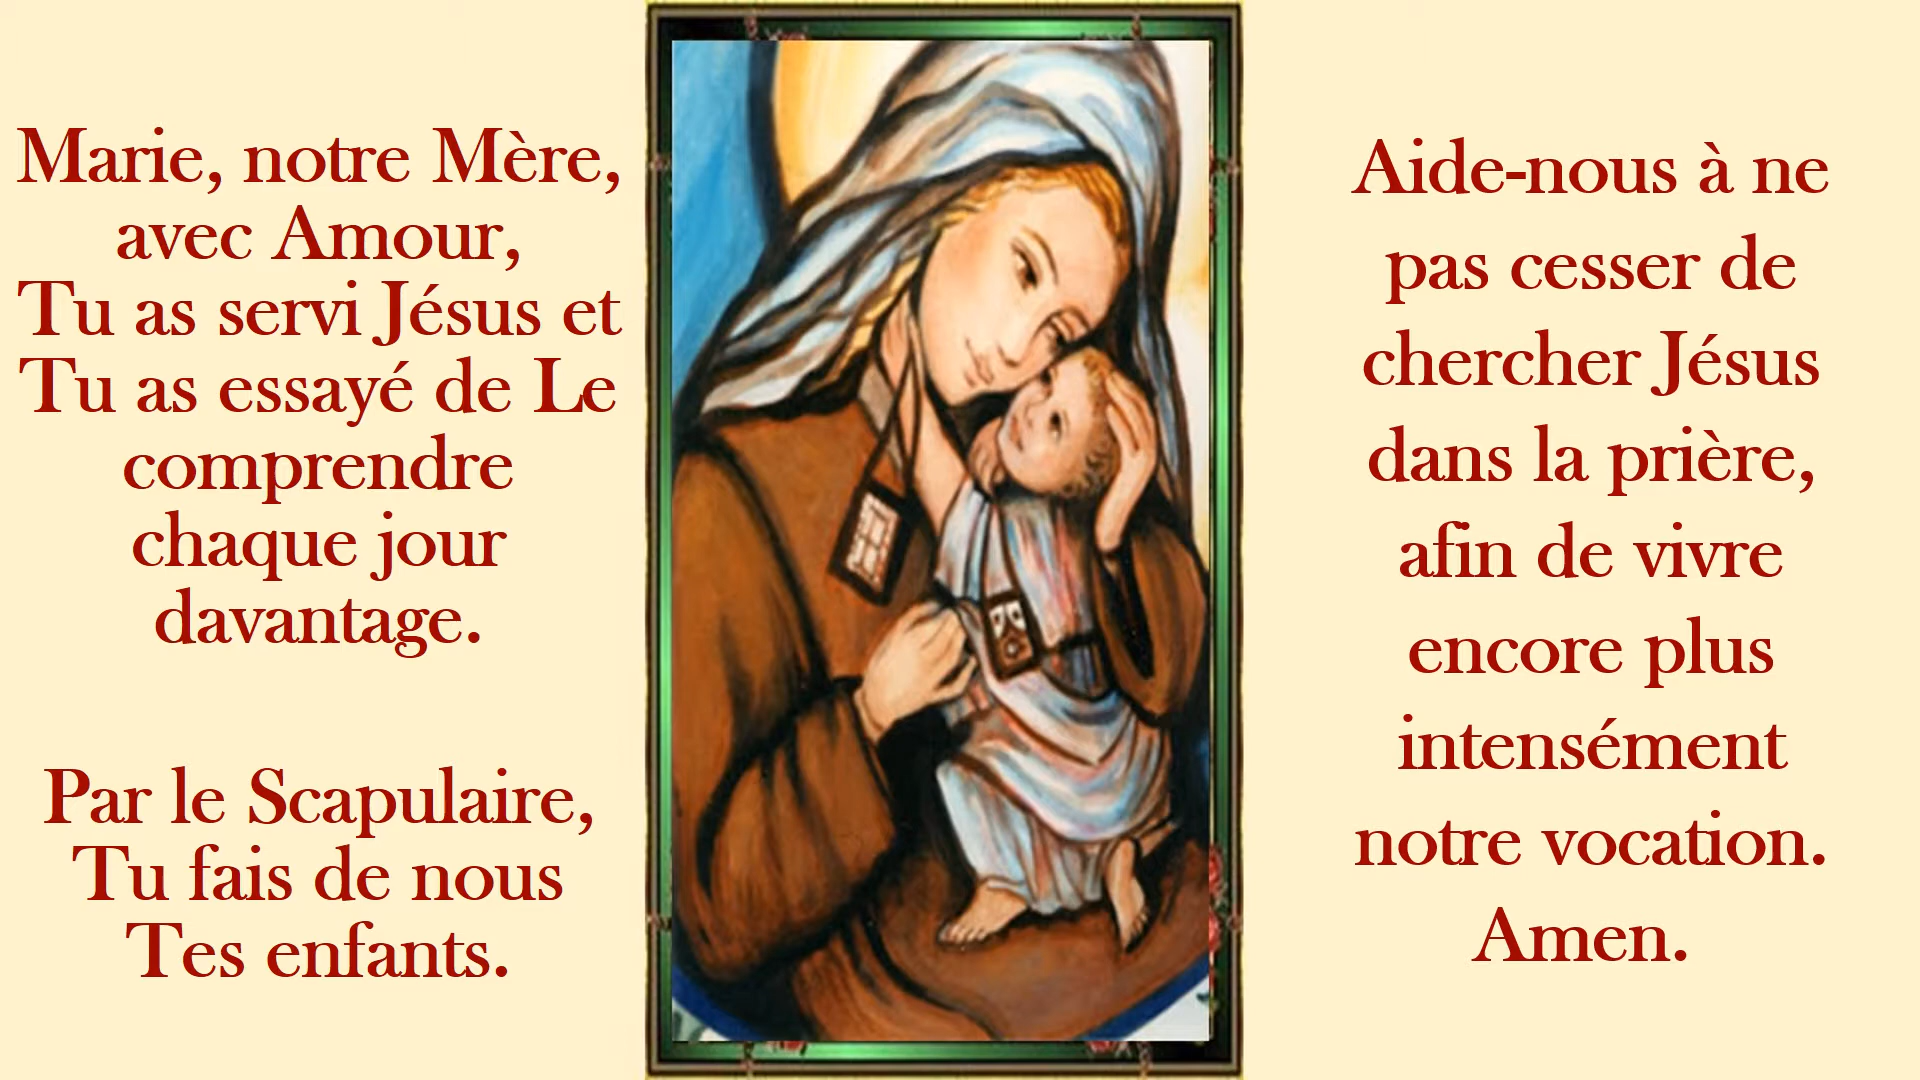 Marie, notre Mère,
avec Amour,
Tu as servi Jésus et
Tu as essayé de Le
comprendre
chaque jour
davantage.
Par le Scapulaire,
Tu fais de nous
Tes enfants.
Aide-nous à ne
pas cesser de
chercher Jésus
dans la prière,
afin de vivre
encore plus
intensément
notre vocation.
Amen.